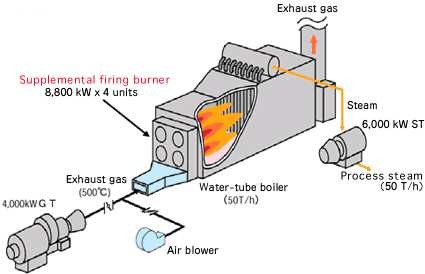 Exhaust gas
Supplemental firing burner
8,800 kW x 4 units
Steam
6,000 kW ST
Process steam
(50 T/h)
Exhaust gas
(500℃)
Water-tube boiler
(50T/h)
4,000kW G T
Air blower